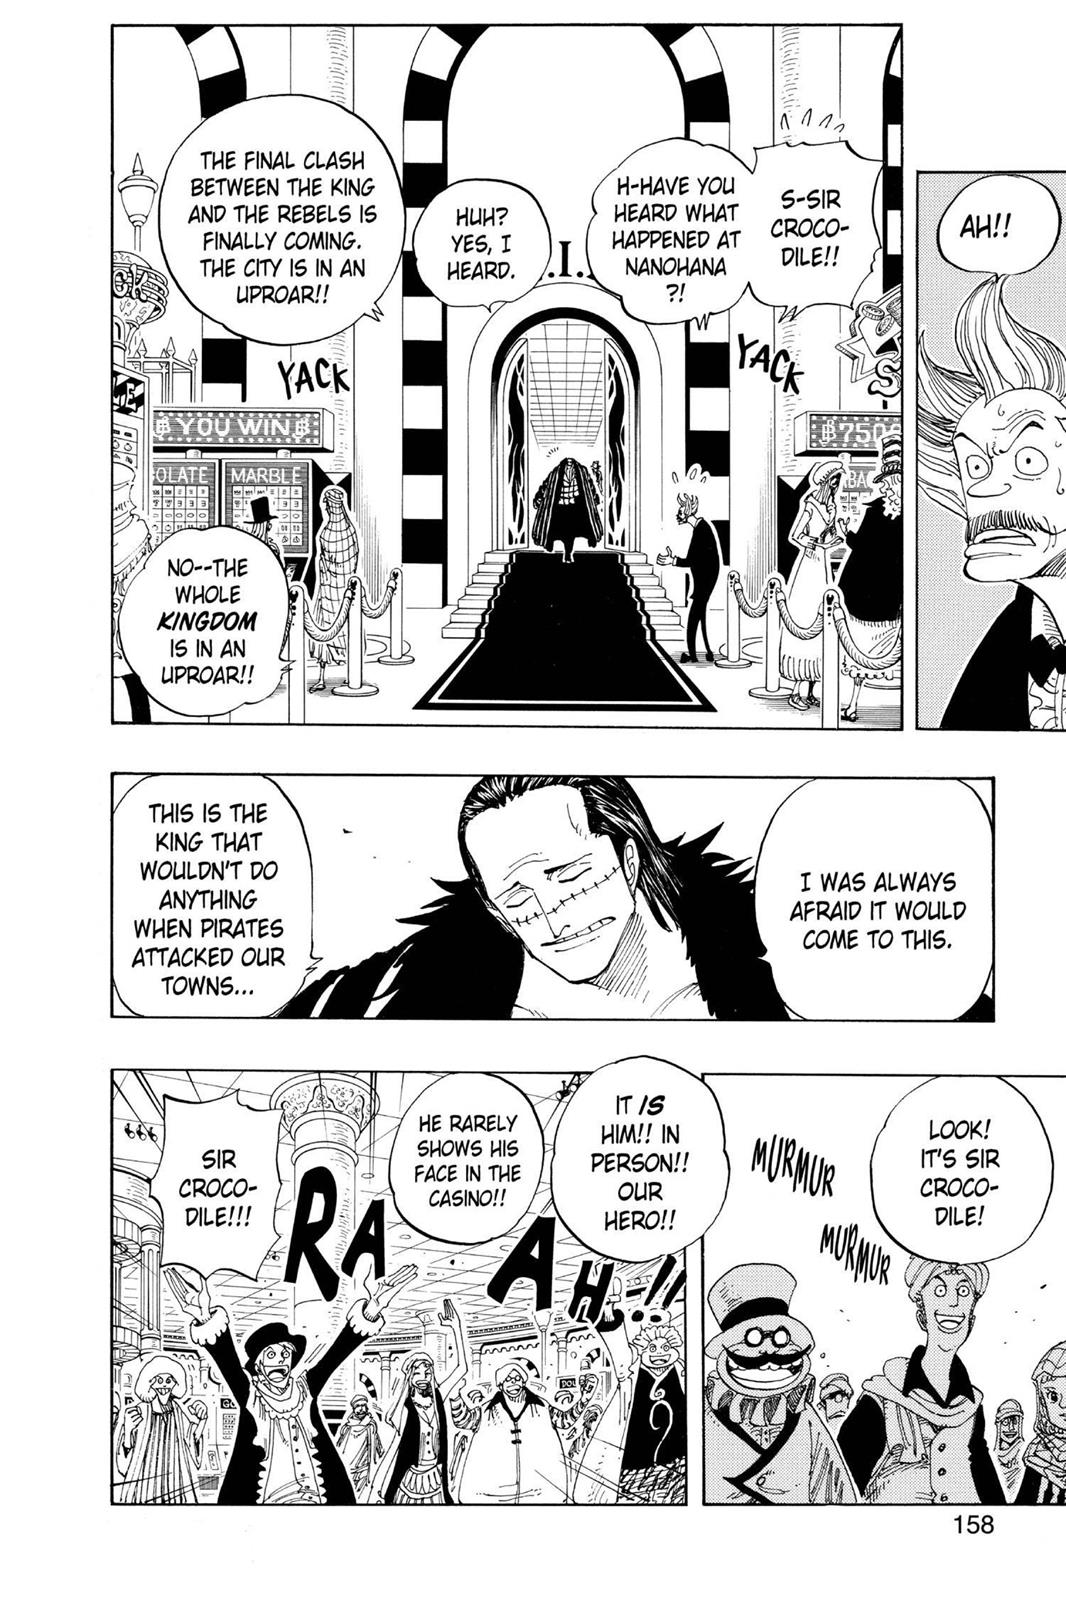 AH!!
S-SIR
CROCO-
DILE!!
H-HAVE YOU
HEARD WHAT
HAPPENED AT
NANOHANA
?!
HUH?
YES, I
HEARD.
THE FINAL CLASH
BETWEEN THE KING
AND THE REBELS IS
FINALLY COMING.
THE CITY IS IN AN
UPROAR!!
NO--THE
WHOLE
KINGDOM
IS IN AN
UPROAR!!
YACK
YACK
.I.
YOU WIN
MARBLE
OLATE
฿750
S
I WAS ALWAYS
AFRAID IT WOULD
COME TO THIS.
THIS IS THE
KING THAT
WOULDN'T DO
ANYTHING
WHEN PIRATES
ATTACKED OUR
TOWNS...
LOOK!
IT'S SIR
CROCO-
DILE!
MURMUR
MURMUR
IT IS
HIM!! IN
PERSON!!
OUR
HERO!!
HE RARELY
SHOWS HIS
FACE IN THE
CASINO!!
SIR
CROCO-
DILE!!!
RAAH...!!
158